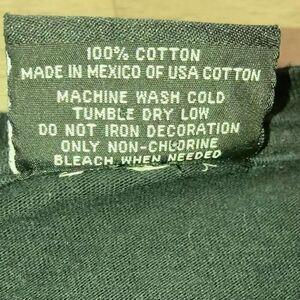 100% COTTON
MADE IN MEXICO OF USA COTTON
MACHINE WASH COLD
TUMBLE DRY LOW
DO NOT IRON DECORATION
ONLY NON-CHLORINE
BLEACH WHEN NEEDED